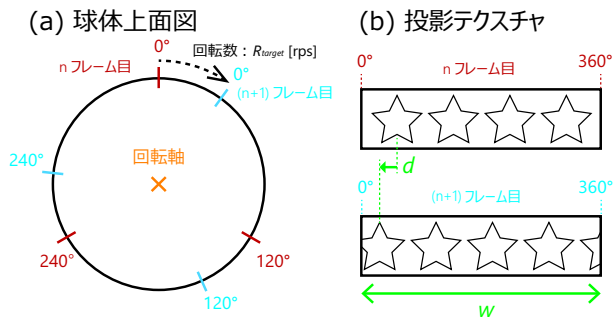 (a) 球体上面図
0°
回転数：R_target [rps]
n フレーム目
0°
(n+1) フレーム目
240°
回転軸
240°
120°
120°
(b) 投影テクスチャ
0°
n フレーム目
360°
d
0°
(n+1) フレーム目
360°
w